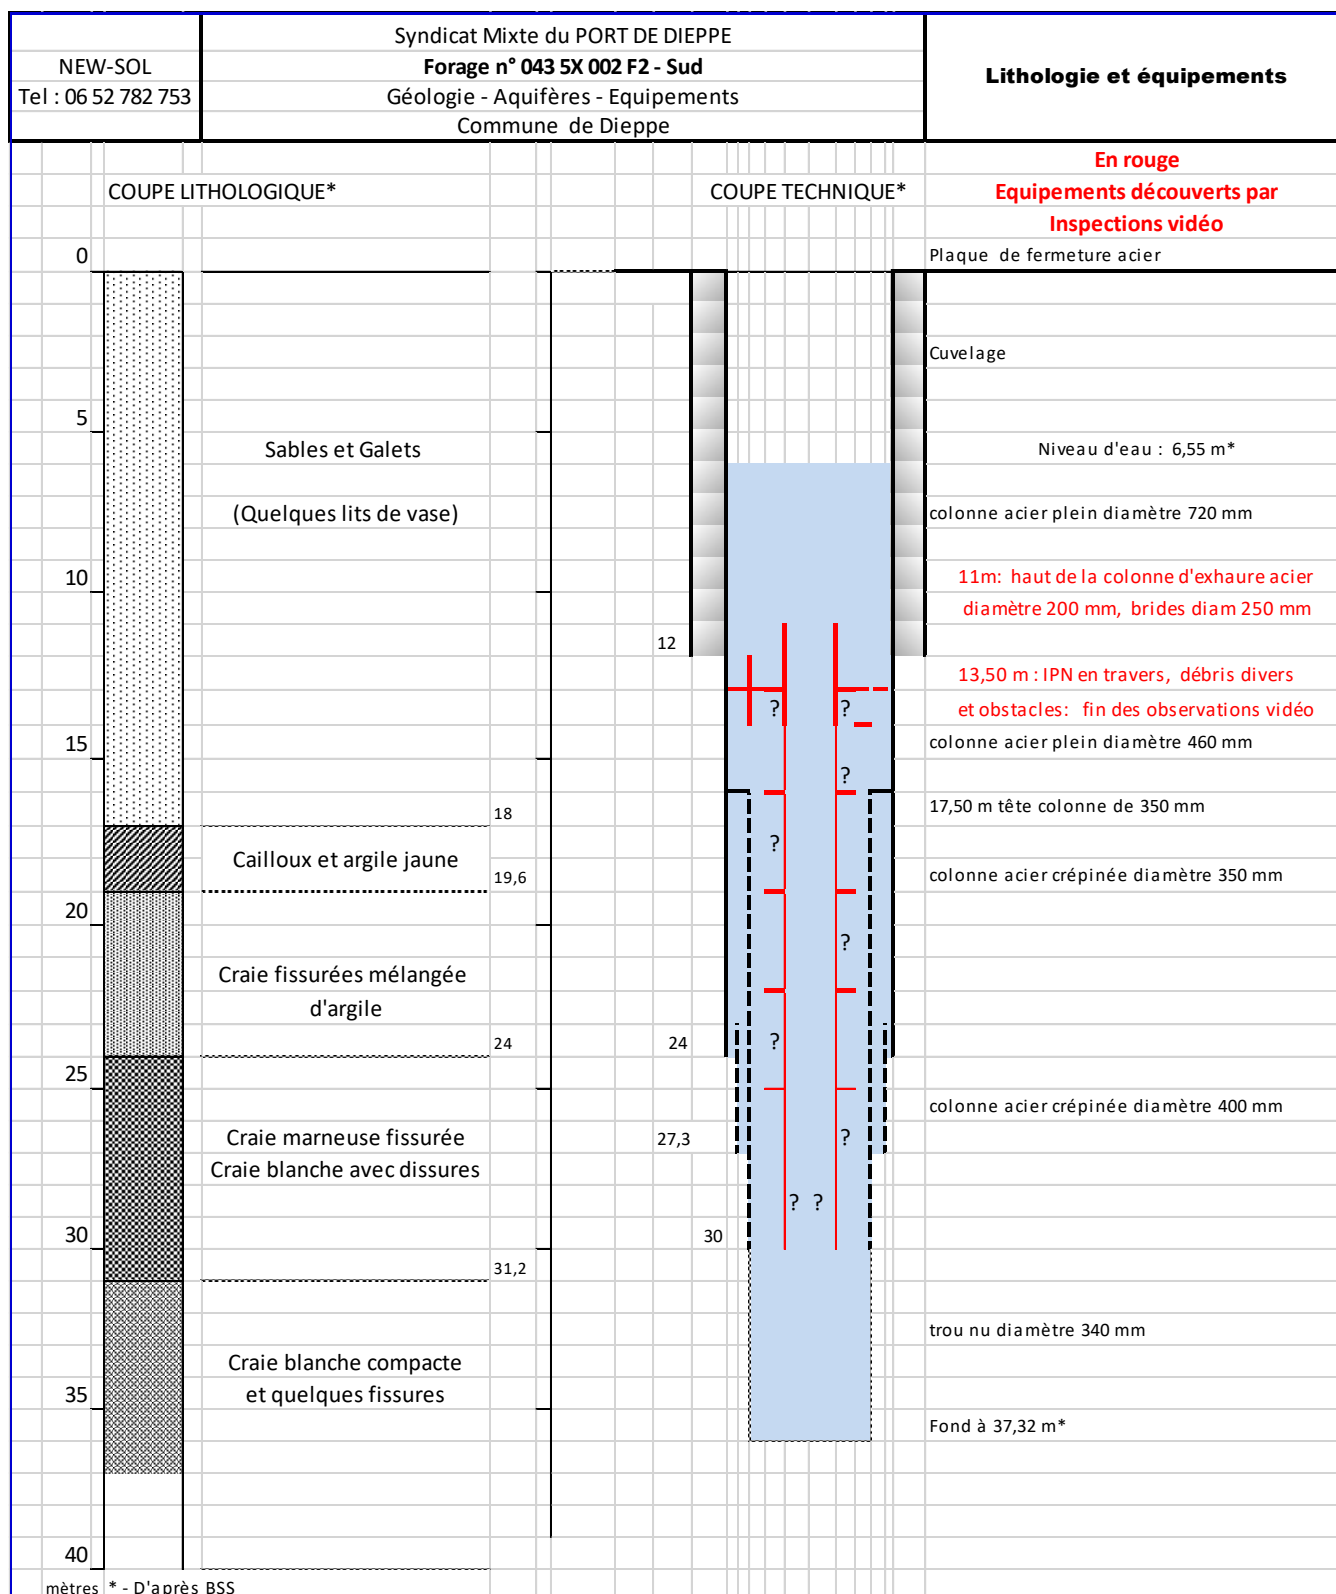 Syndicat Mixte du PORT DE DIEPPE
NEW-SOL
Forage n° 043 5X 002 F2 - Sud
Lithologie et équipements
Tel : 06 52 782 753
Géologie - Aquifères - Equipements
Commune de Dieppe
En rouge
COUPE LITHOLOGIQUE*
COUPE TECHNIQUE*
Equipements découverts par
Inspections vidéo
0
Plaque de fermeture acier
Cuvelage
5
Sables et Galets
Niveau d'eau : 6,55 m*
(Quelques lits de vase)
colonne acier plein diamètre 720 mm
10
11m: haut de la colonne d'exhaure acier
diamètre 200 mm, brides diam 250 mm
12
13,50 m : IPN en travers, débris divers
? ?
et obstacles: fin des observations vidéo
15
colonne acier plein diamètre 460 mm
?
18
17,50 m tête colonne de 350 mm
?
Cailloux et argile jaune
19,6
colonne acier crépinée diamètre 350 mm
20
?
Craie fissurées mélangée
d'argile
24
24
?
25
colonne acier crépinée diamètre 400 mm
Craie marneuse fissurée
27,3
?
Craie blanche avec dissures
? ?
30
30
31,2
trou nu diamètre 340 mm
Craie blanche compacte
35
et quelques fissures
Fond à 37,32 m*
40
mètres * - D'après BSS